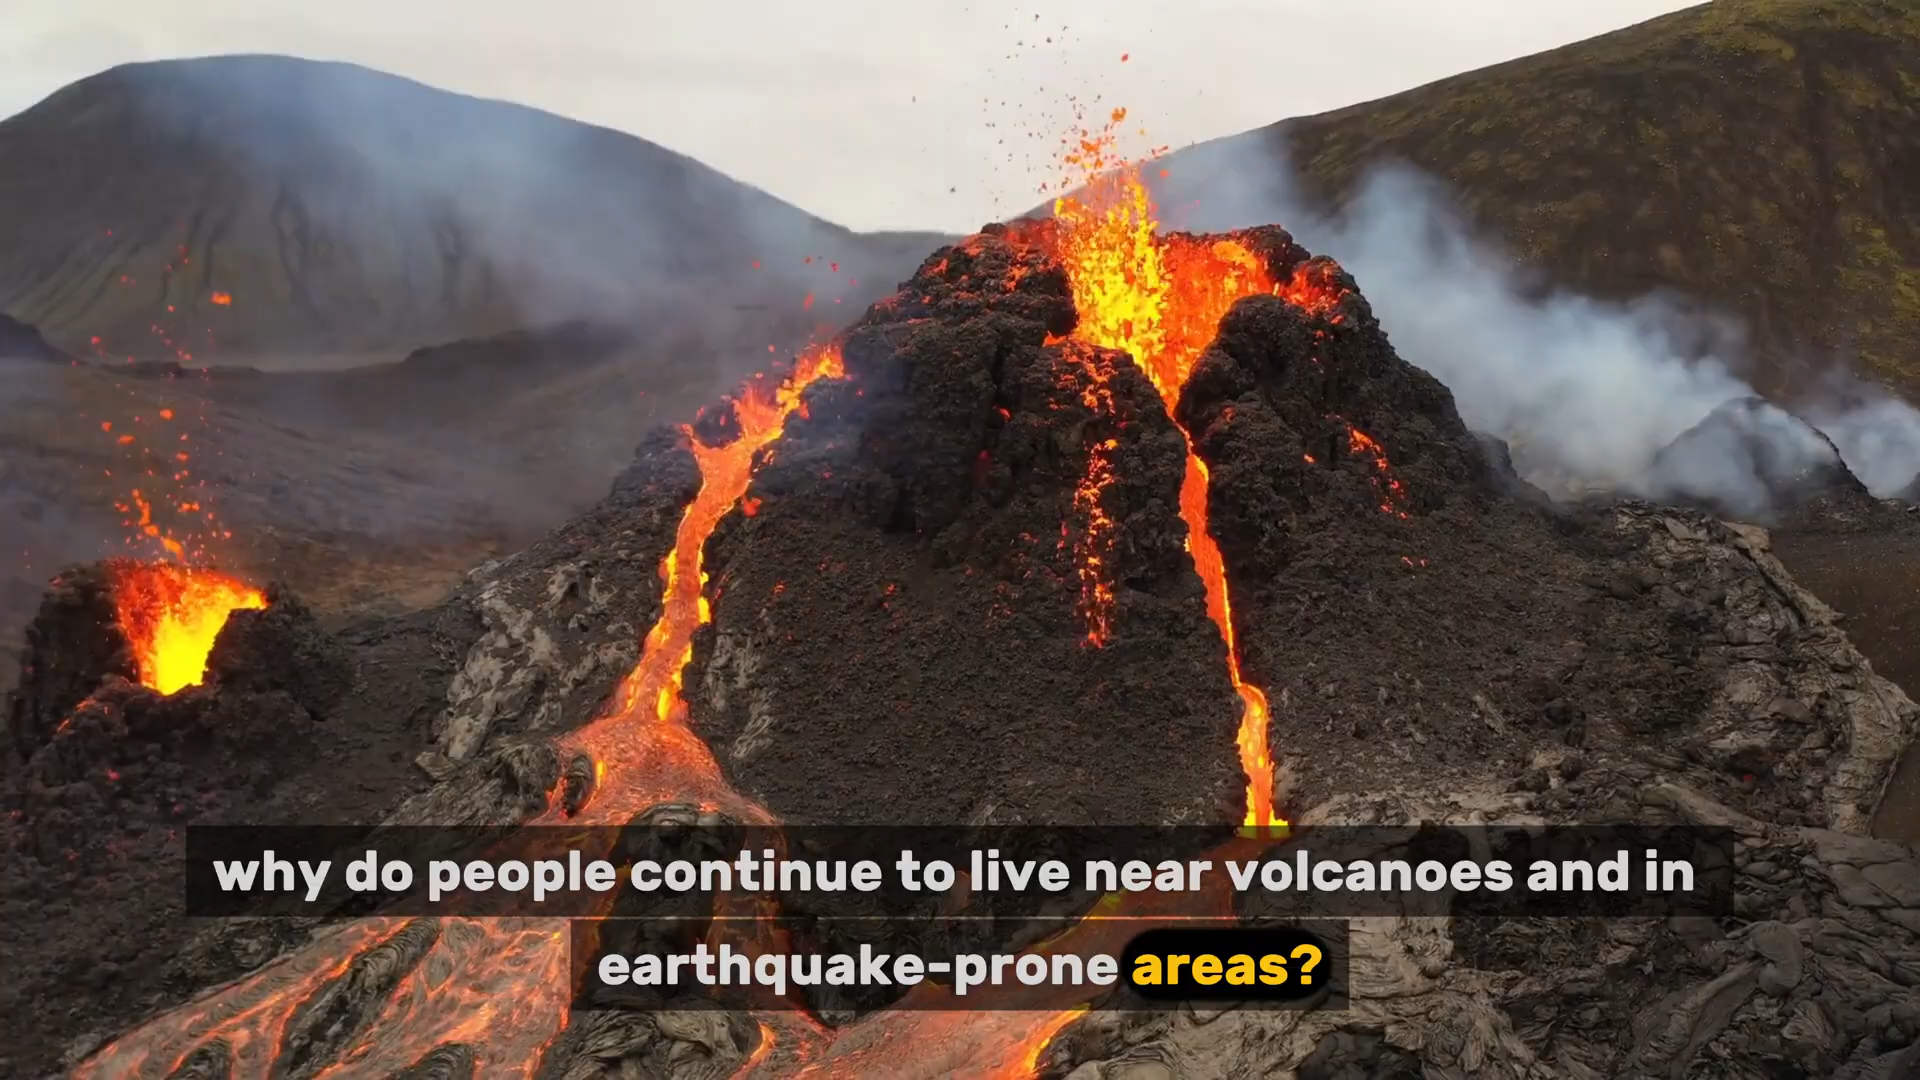 why do people continue to live near volcanoes and in
earthquake-prone areas?